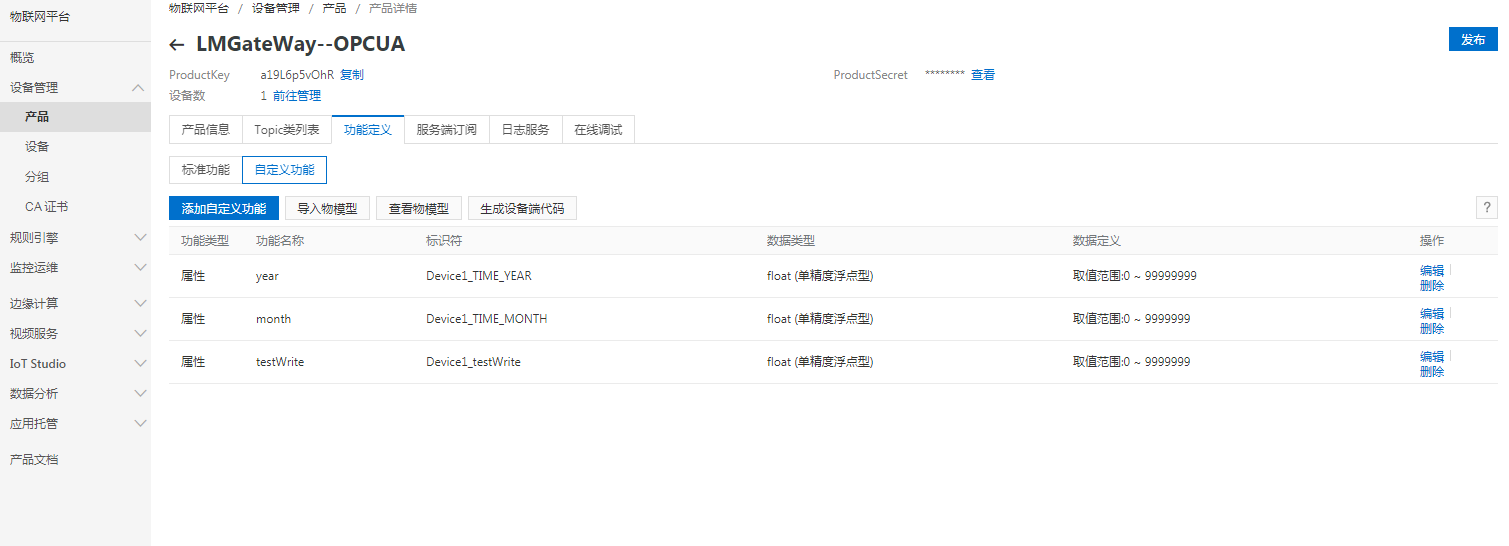 物联网平台
物联网平台 / 设备管理 / 产品 / 产品详情
← LMGateWay--OPCUA
发布
ProductKey a19L6p5vOhR 复制
ProductSecret ******** 查看
设备数 1 前往管理
概览
设备管理
产品
设备
分组
CA 证书
规则引擎
监控运维
边缘计算
视频服务
IoT Studio
数据分析
应用托管
产品文档
产品信息 Topic类列表 功能定义 服务端订阅 日志服务 在线调试
标准功能 自定义功能
添加自定义功能 导入物模型 查看物模型 生成设备端代码 ?
功能类型 功能名称 标识符 数据类型 数据定义 操作
属性 year Device1_TIME_YEAR float (单精度浮点型) 取值范围:0 ~ 99999999 编辑
删除
属性 month Device1_TIME_MONTH float (单精度浮点型) 取值范围:0 ~ 9999999 编辑
删除
属性 testWrite Device1_testWrite float (单精度浮点型) 取值范围:0 ~ 9999999 编辑
删除